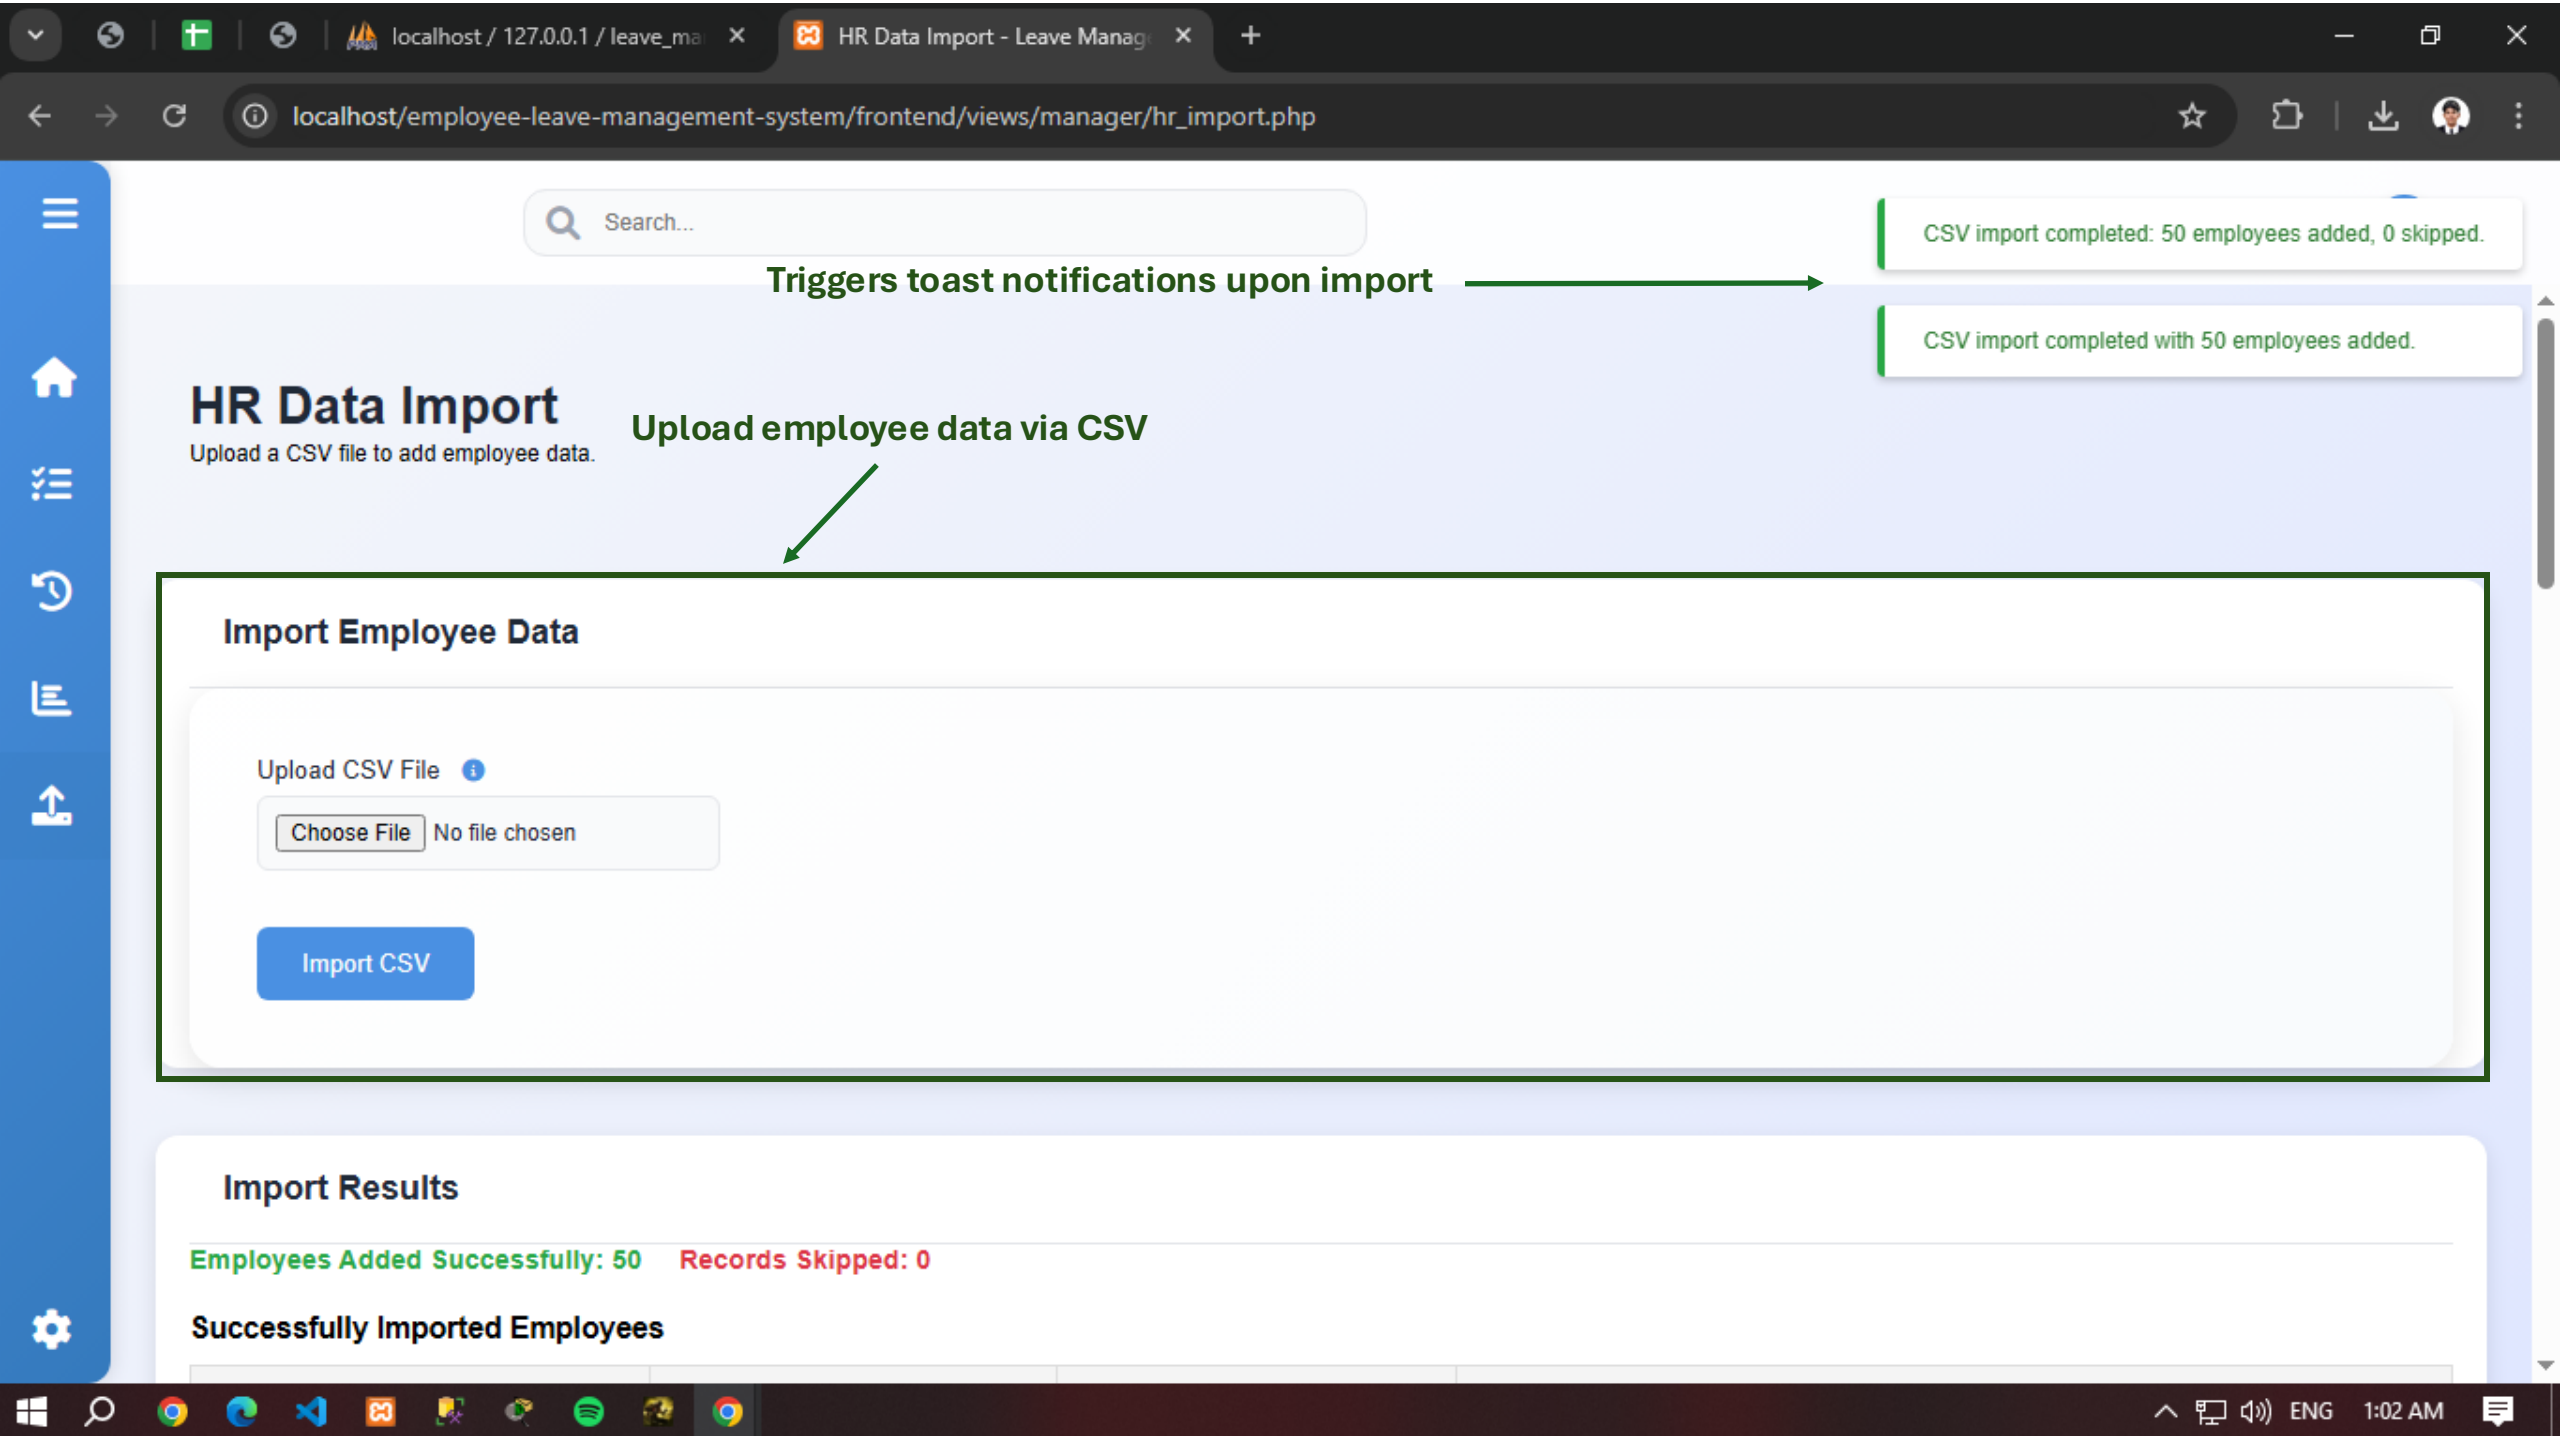 localhost / 127.0.0.1 / leave_ma
HR Data Import - Leave Manag
localhost/employee-leave-management-system/frontend/views/manager/hr_import.php
Search...
CSV import completed: 50 employees added, 0 skipped.
Triggers toast notifications upon import
CSV import completed with 50 employees added.
HR Data Import
Upload employee data via CSV
Upload a CSV file to add employee data.
Import Employee Data
Upload CSV File
Choose File No file chosen
Import CSV
Import Results
Employees Added Successfully: 50 Records Skipped: 0
Successfully Imported Employees
ENG 1:02 AM